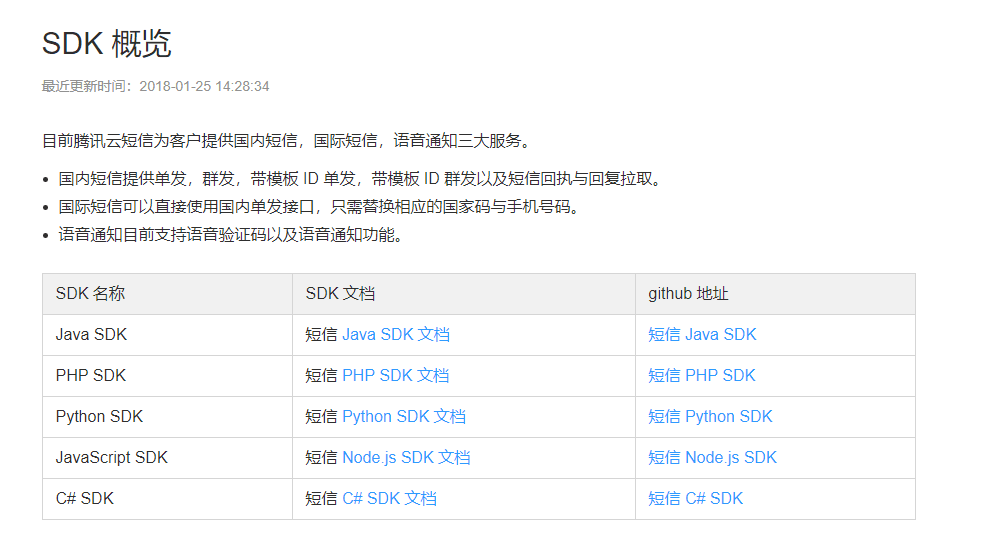 SDK 概览
最近更新时间：2018-01-25 14:28:34
目前腾讯云短信为客户提供国内短信，国际短信，语音通知三大服务。
• 国内短信提供单发，群发，带模板 ID 单发，带模板 ID 群发以及短信回执与回复拉取。
• 国际短信可以直接使用国内单发接口，只需替换相应的国家码与手机号码。
• 语音通知目前支持语音验证码以及语音通知功能。
SDK 名称 SDK 文档 github 地址
Java SDK 短信 Java SDK 文档 短信 Java SDK
PHP SDK 短信 PHP SDK 文档 短信 PHP SDK
Python SDK 短信 Python SDK 文档 短信 Python SDK
JavaScript SDK 短信 Node.js SDK 文档 短信 Node.js SDK
C# SDK 短信 C# SDK 文档 短信 C# SDK